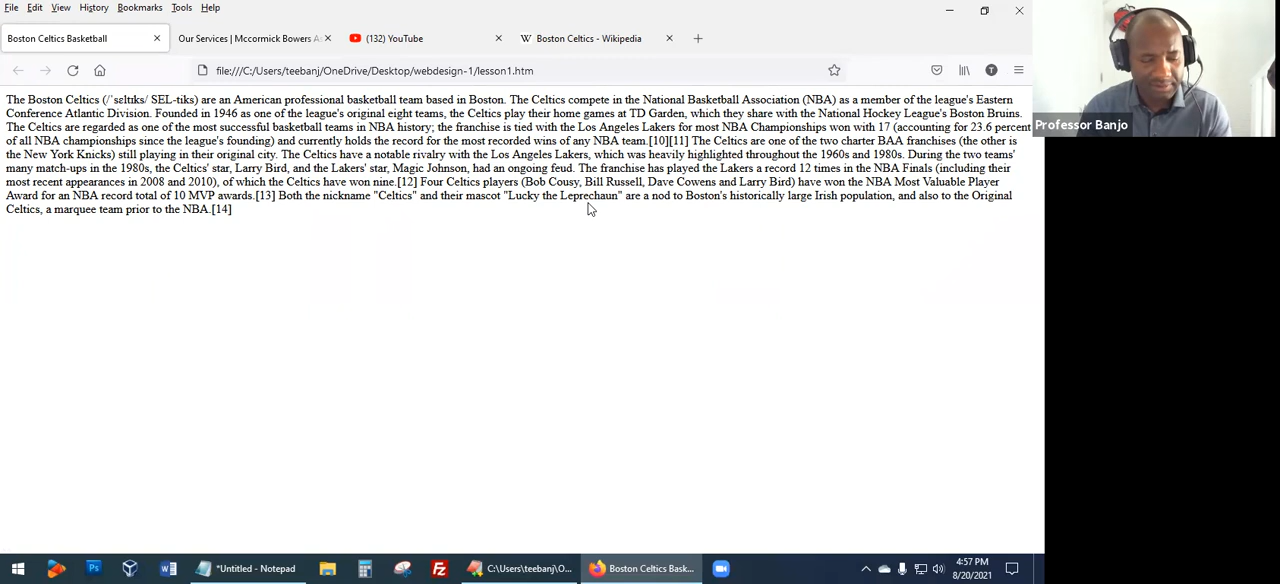 File Edit View History Bookmarks Tools Help
Boston Celtics Basketball
Our Services | Mccormick Bowers As
(132) YouTube
W Boston Celtics - Wikipedia
file:///C:/Users/teebanj/OneDrive/Desktop/webdesign-1/lesson1.htm
T
The Boston Celtics (/ˈsɛltɪks/ SEL-tiks) are an American professional basketball team based in Boston. The Celtics compete in the National Basketball Association (NBA) as a member of the league's Eastern
Conference Atlantic Division. Founded in 1946 as one of the league's original eight teams, the Celtics play their home games at TD Garden, which they share with the National Hockey League's Boston Bruins.
The Celtics are regarded as one of the most successful basketball teams in NBA history; the franchise is tied with the Los Angeles Lakers for most NBA Championships won with 17 (accounting for 23.6 percent
of all NBA championships since the league's founding) and currently holds the record for the most recorded wins of any NBA team.[10][11] The Celtics are one of the two charter BAA franchises (the other is
the New York Knicks) still playing in their original city. The Celtics have a notable rivalry with the Los Angeles Lakers, which was heavily highlighted throughout the 1960s and 1980s. During the two teams'
many match-ups in the 1980s, the Celtics' star, Larry Bird, and the Lakers' star, Magic Johnson, had an ongoing feud. The franchise has played the Lakers a record 12 times in the NBA Finals (including their
most recent appearances in 2008 and 2010), of which the Celtics have won nine.[12] Four Celtics players (Bob Cousy, Bill Russell, Dave Cowens and Larry Bird) have won the NBA Most Valuable Player
Award for an NBA record total of 10 MVP awards.[13] Both the nickname "Celtics" and their mascot "Lucky the Leprechaun" are a nod to Boston's historically large Irish population, and also to the Original
Celtics, a marquee team prior to the NBA.[14]
Professor Banjo
Ps
*Untitled - Notepad
Fz
C:\Users\teebanj\O...
Boston Celtics Bask...
4:57 PM
8/20/2021